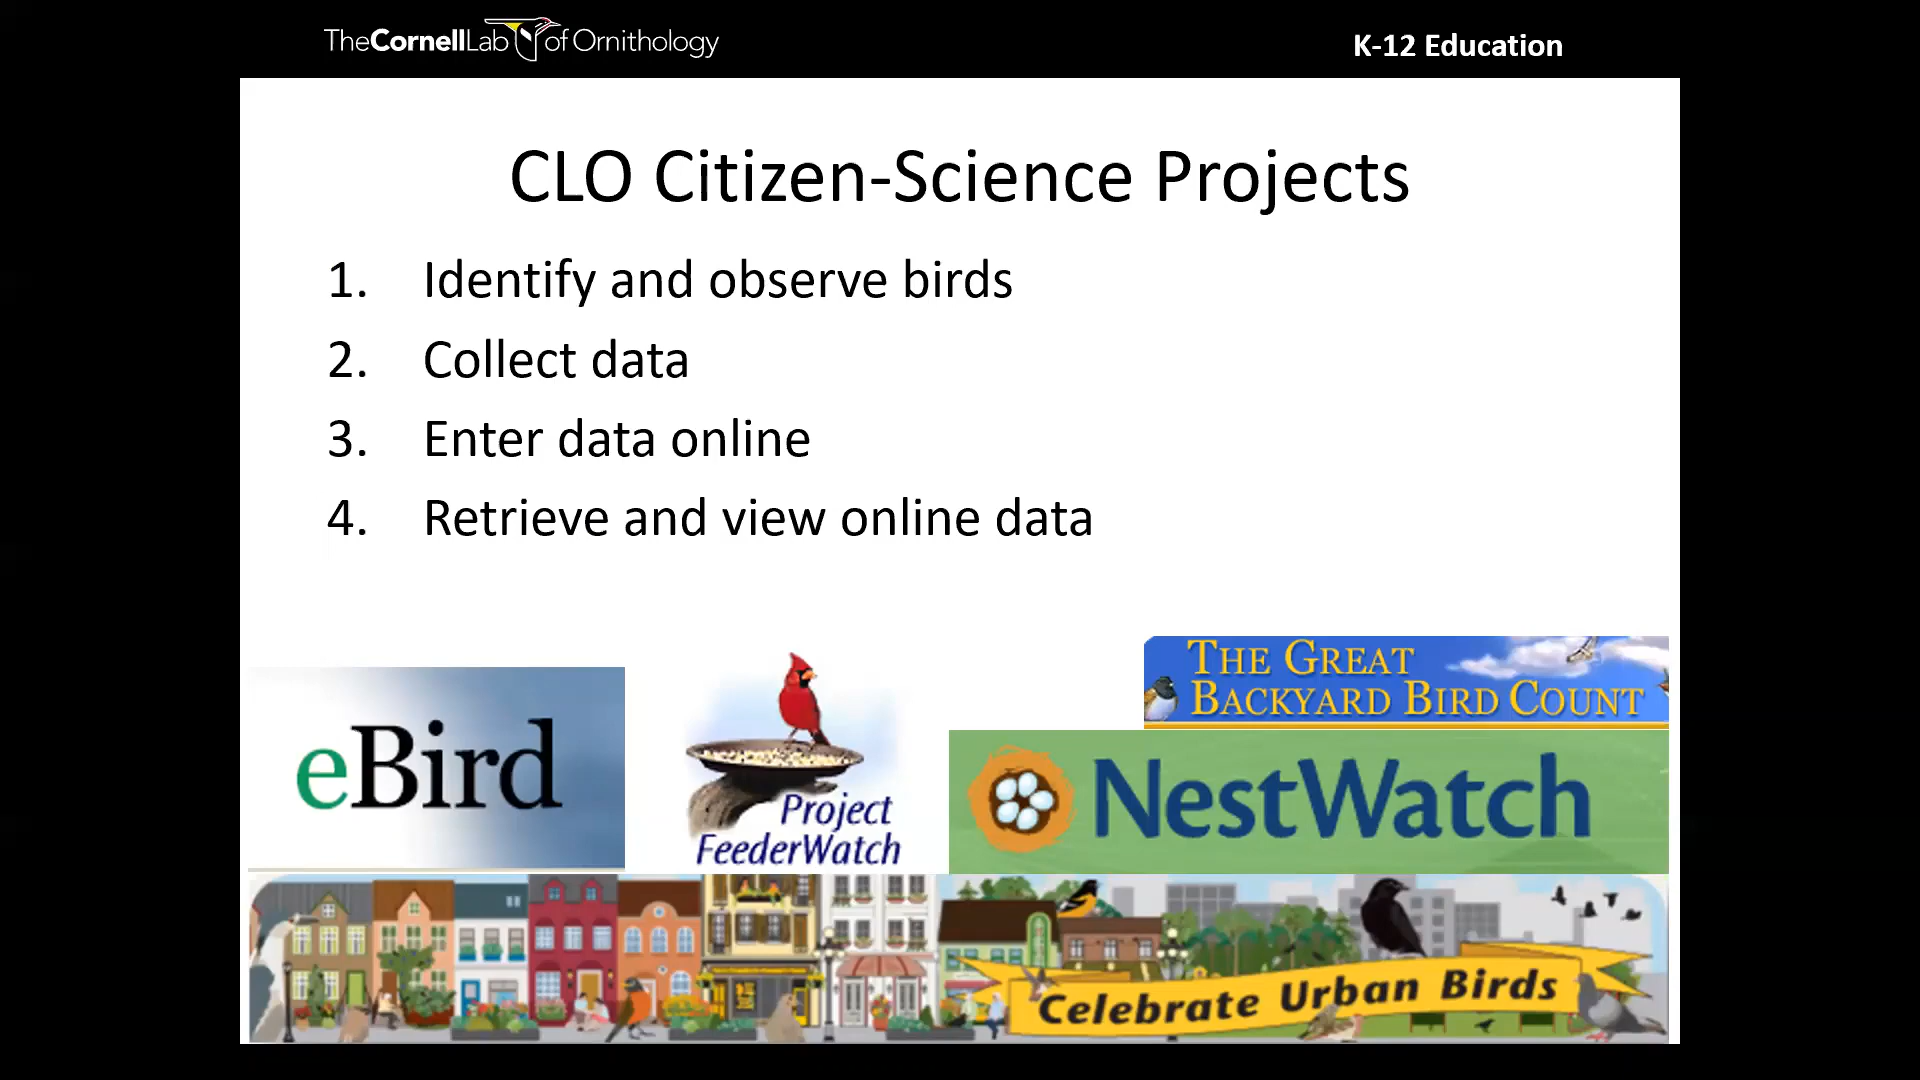 TheCornellLab of Ornithology
K-12 Education
CLO Citizen-Science Projects
1. Identify and observe birds
2. Collect data
3. Enter data online
4. Retrieve and view online data
eBird
Project
FeederWatch
THE GREAT
BACKYARD BIRD COUNT
NestWatch
Celebrate Urban Birds